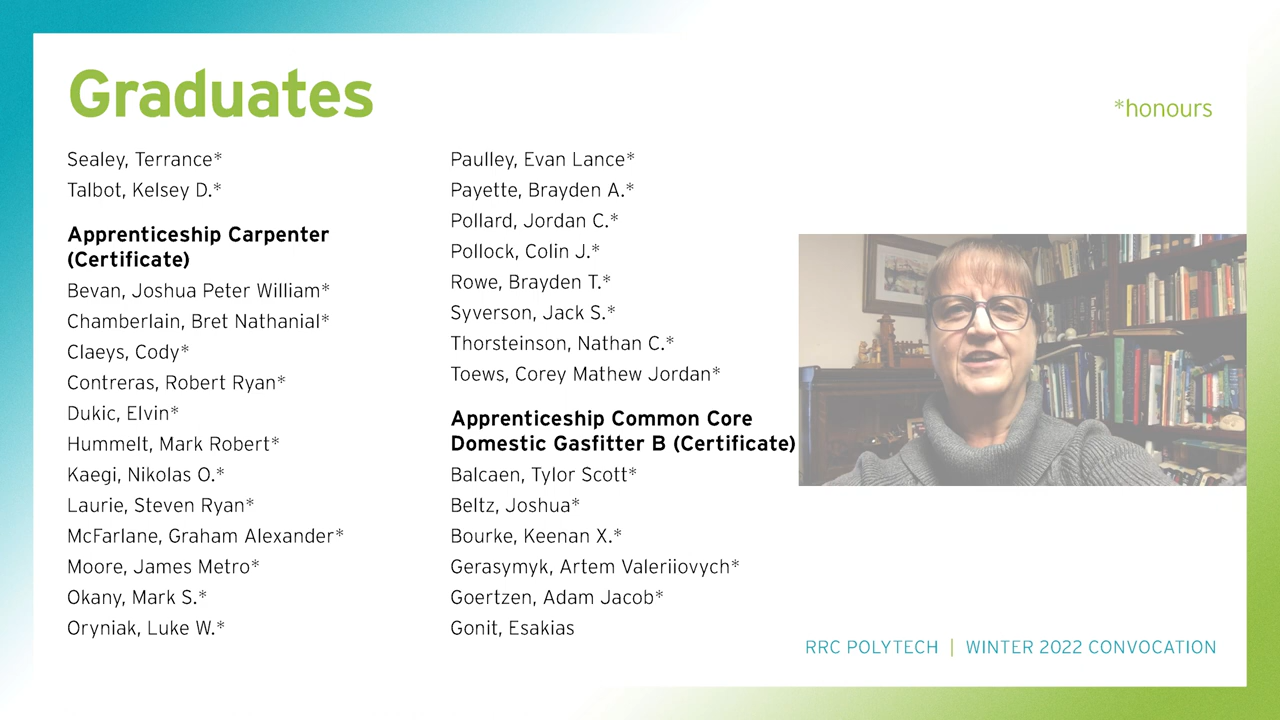 Graduates
*honours
Sealey, Terrance*
Talbot, Kelsey D.*
Apprenticeship Carpenter
(Certificate)
Bevan, Joshua Peter William*
Chamberlain, Bret Nathanial*
Claeys, Cody*
Contreras, Robert Ryan*
Dukic, Elvin*
Hummelt, Mark Robert*
Kaegi, Nikolas O.*
Laurie, Steven Ryan*
McFarlane, Graham Alexander*
Moore, James Metro*
Okany, Mark S.*
Oryniak, Luke W.*
Paulley, Evan Lance*
Payette, Brayden A.*
Pollard, Jordan C.*
Pollock, Colin J.*
Rowe, Brayden T.*
Syverson, Jack S.*
Thorsteinson, Nathan C.*
Toews, Corey Mathew Jordan*
Apprenticeship Common Core
Domestic Gasfitter B (Certificate)
Balcaen, Tylor Scott*
Beltz, Joshua*
Bourke, Keenan X.*
Gerasymyk, Artem Valeriiovych*
Goertzen, Adam Jacob*
Gonit, Esakias
RRC POLYTECH | WINTER 2022 CONVOCATION